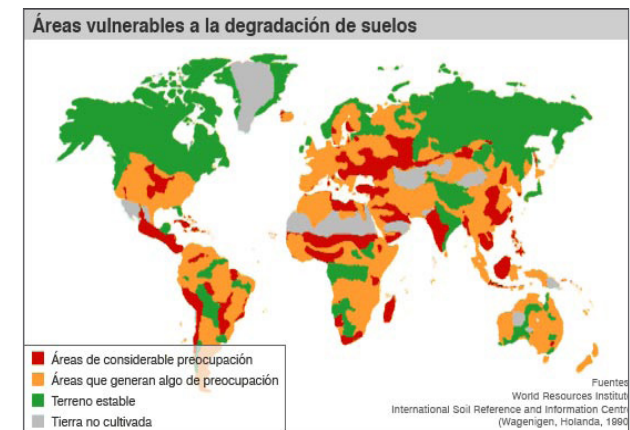 Áreas vulnerables a la degradación de suelos
Áreas de considerable preocupación
Áreas que generan algo de preocupación
Terreno estable
Tierra no cultivada
Fuentes
World Resources Institut
International Soil Reference and Information Centr
(Wagenigen, Holanda, 1990